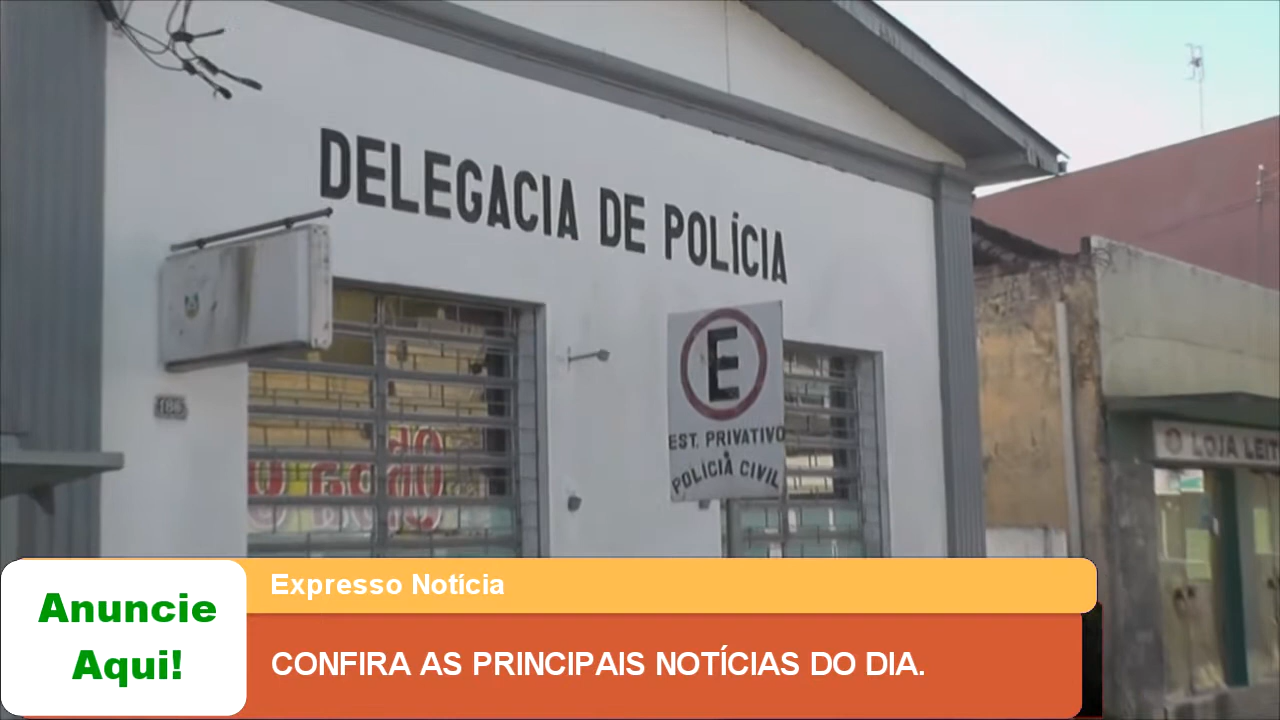 DELEGACIA DE POLÍCIA
E
EST. PRIVATIVO
POLÍCIA CIVIL
186
LOJA LEIT
Anuncie
Aqui!
Expresso Notícia
CONFIRA AS PRINCIPAIS NOTÍCIAS DO DIA.